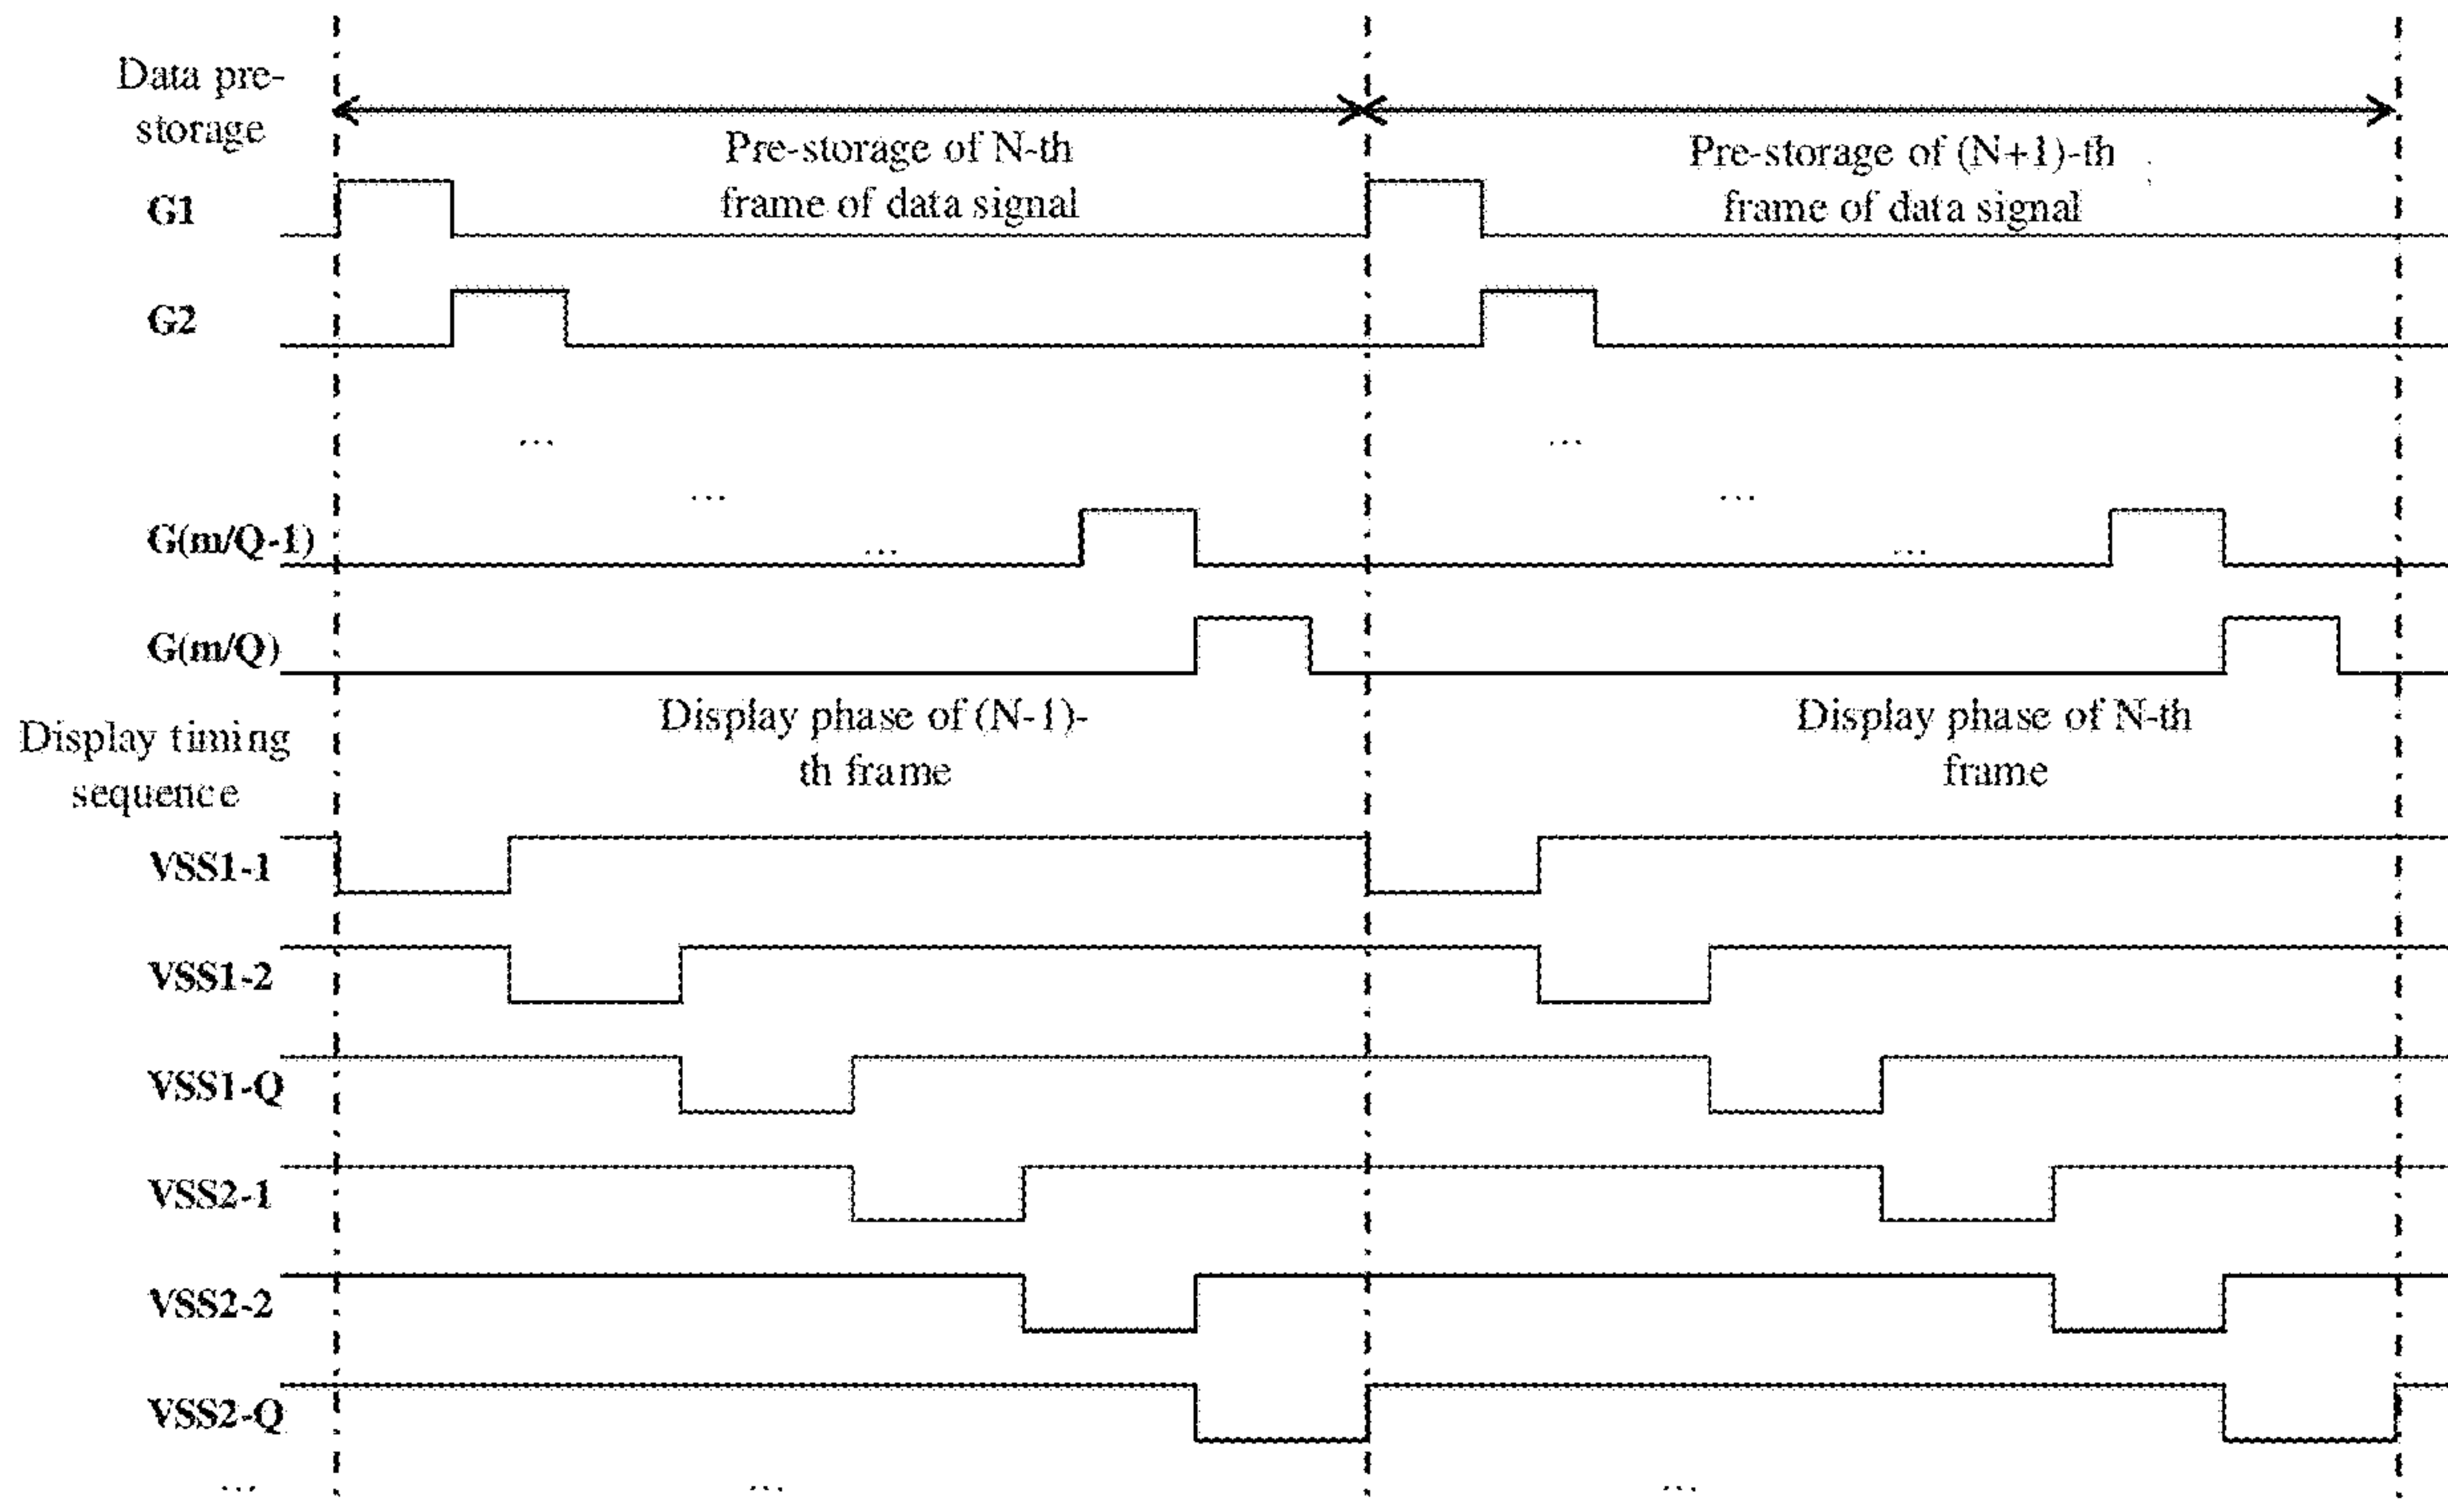 Data pre-
storage
Pre-storage of N-th
frame of data signal
Pre-storage of (N+1)-th
frame of data signal
G1
G2
...
...
...
...
G(m/Q-1)
...
...
G(m/Q)
Display timing
sequence
Display phase of (N-1)-
th frame
Display phase of N-th
frame
VSS1-1
VSS1-2
VSS1-Q
VSS2-1
VSS2-2
VSS2-Q
...
...
...